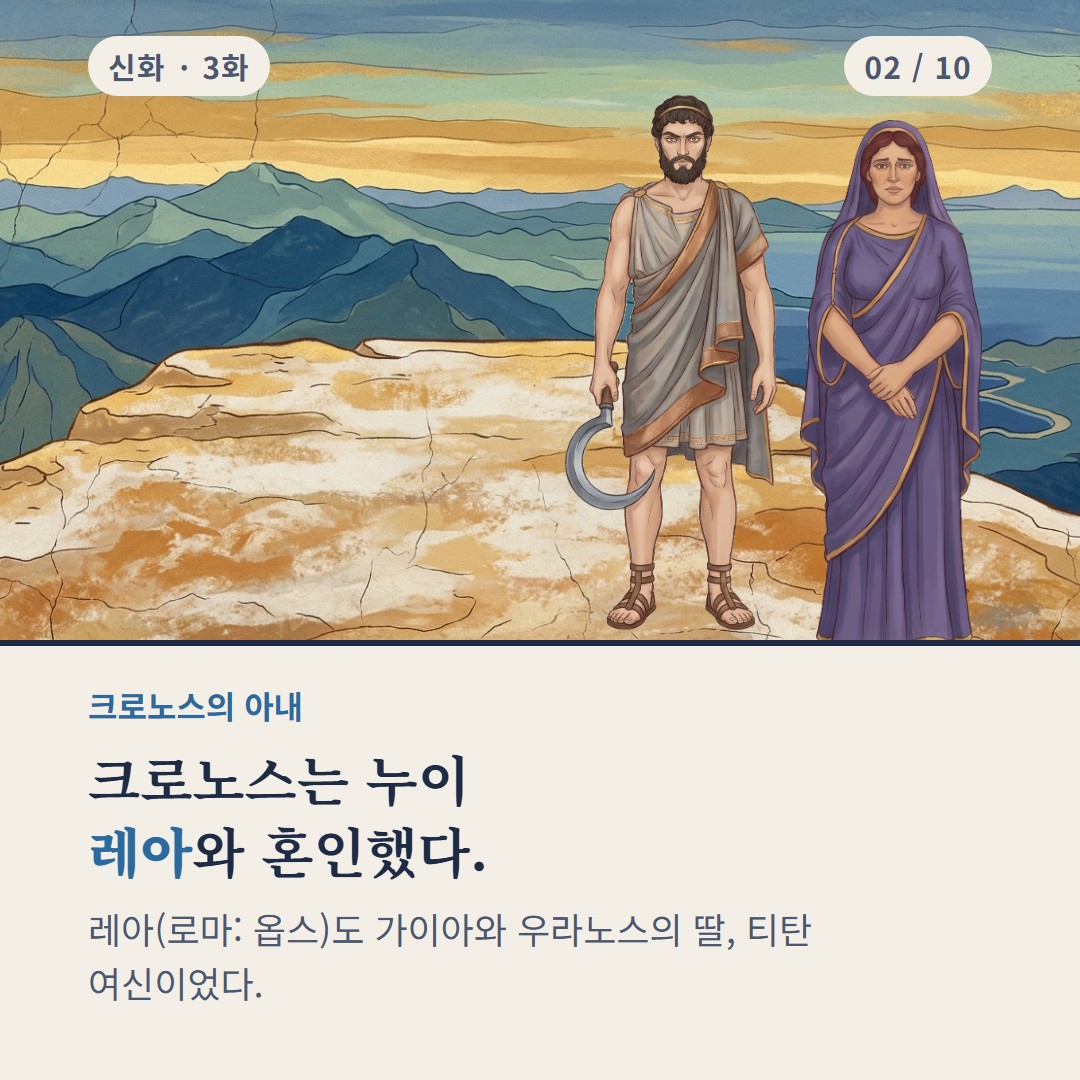 신화 · 3화
02 / 10
크로노스의 아내
크로노스는 누이
레아와 혼인했다.
레아(로마: 옵스)도 가이아와 우라노스의 딸, 티탄
여신이었다.